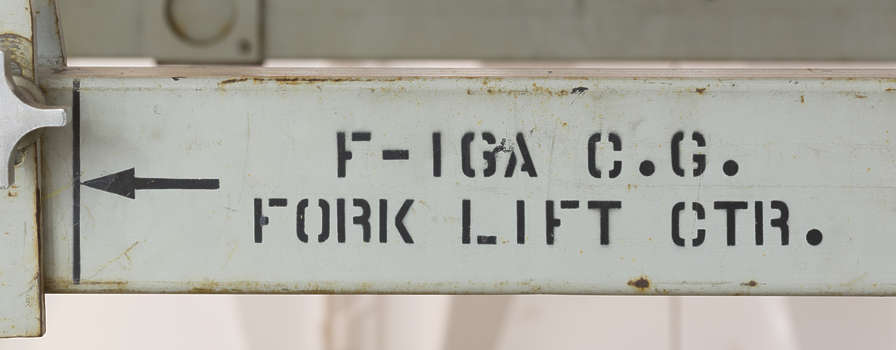 F-16A C.G.
FORK LIFT CTR.